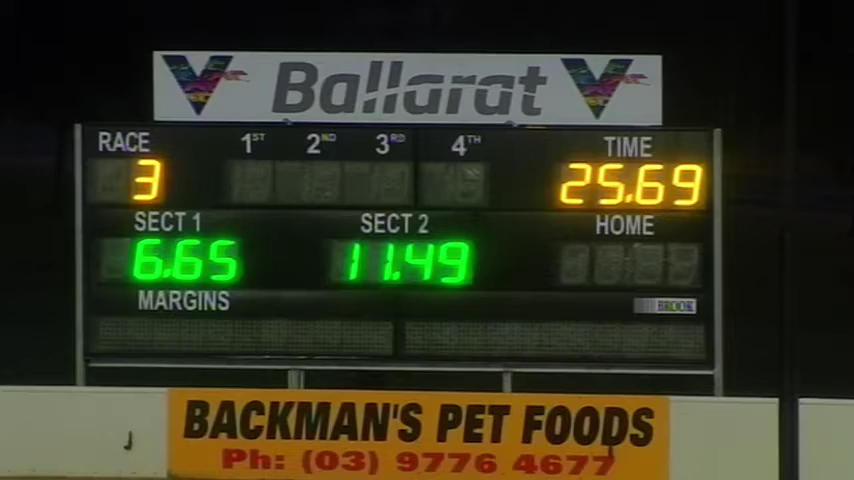 Ballarat
RACE 1ST 2ND 3RD 4TH TIME
3 25.69
SECT 1 SECT 2 HOME
6.65 11.49
MARGINS BROOK
BACKMAN'S PET FOODS
Ph: (03) 9776 4677